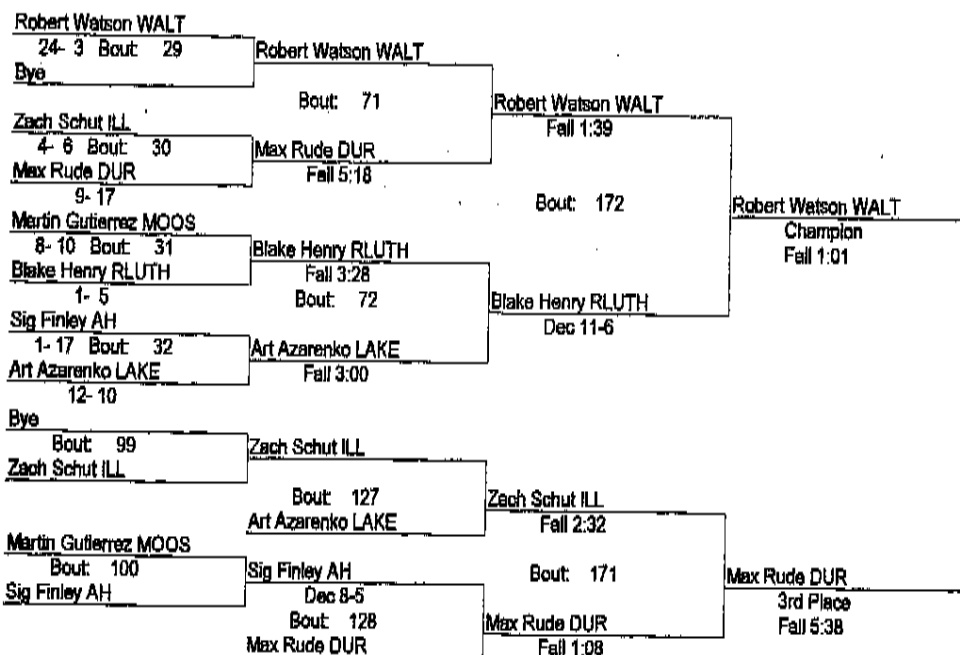 Robert Watson WALT
24- 3 Bout: 29
Bye
Robert Watson WALT
Bout: 71
Zach Schut ILL
4- 6 Bout: 30
Max Rude DUR
9- 17
Max Rude DUR
Fall 5:18
Robert Watson WALT
Fall 1:39
Martin Gutierrez MOOS
8- 10 Bout: 31
Blake Henry RLUTH
1- 5
Blake Henry RLUTH
Fall 3:28
Bout: 72
Sig Finley AH
1- 17 Bout: 32
Art Azarenko LAKE
12- 10
Art Azarenko LAKE
Fall 3:00
Blake Henry RLUTH
Dec 11-6
Bout: 172
Robert Watson WALT
Champion
Fall 1:01
Bye
Bout: 99
Zach Schut ILL
Zach Schut ILL
Bout: 127
Art Azarenko LAKE
Zach Schut ILL
Fall 2:32
Martin Gutierrez MOOS
Bout: 100
Sig Finley AH
Sig Finley AH
Dec 8-5
Bout: 128
Max Rude DUR
Max Rude DUR
Fall 1:08
Bout: 171
Max Rude DUR
3rd Place
Fall 5:38